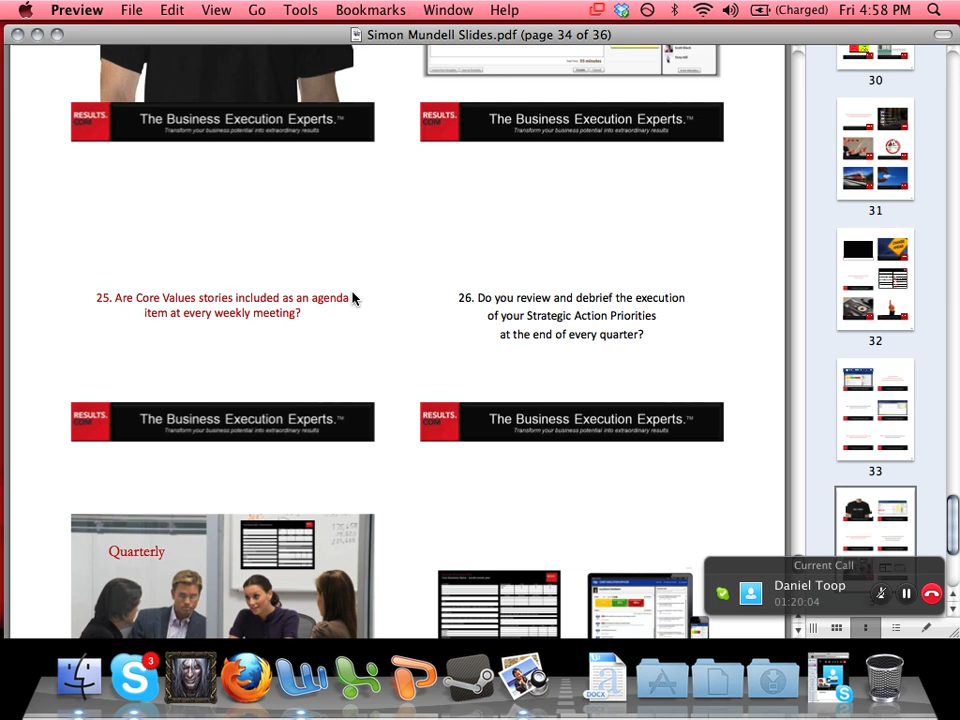 Preview File Edit View Go Tools Bookmarks Window Help (Charged) Fri 4:58 PM
Simon Mundell Slides.pdf (page 34 of 36)
RESULTS.
COM
The Business Execution Experts.™
Transform your business potential into extraordinary results
RESULTS.
COM
The Business Execution Experts.™
Transform your business potential into extraordinary results
25. Are Core Values stories included as an agenda
item at every weekly meeting?
26. Do you review and debrief the execution
of your Strategic Action Priorities
at the end of every quarter?
RESULTS.
COM
The Business Execution Experts.™
Transform your business potential into extraordinary results
RESULTS.
COM
The Business Execution Experts.™
Transform your business potential into extraordinary results
Quarterly
30
31
32
33
Current Call
Daniel Toop
01:20:04
3
DOCX